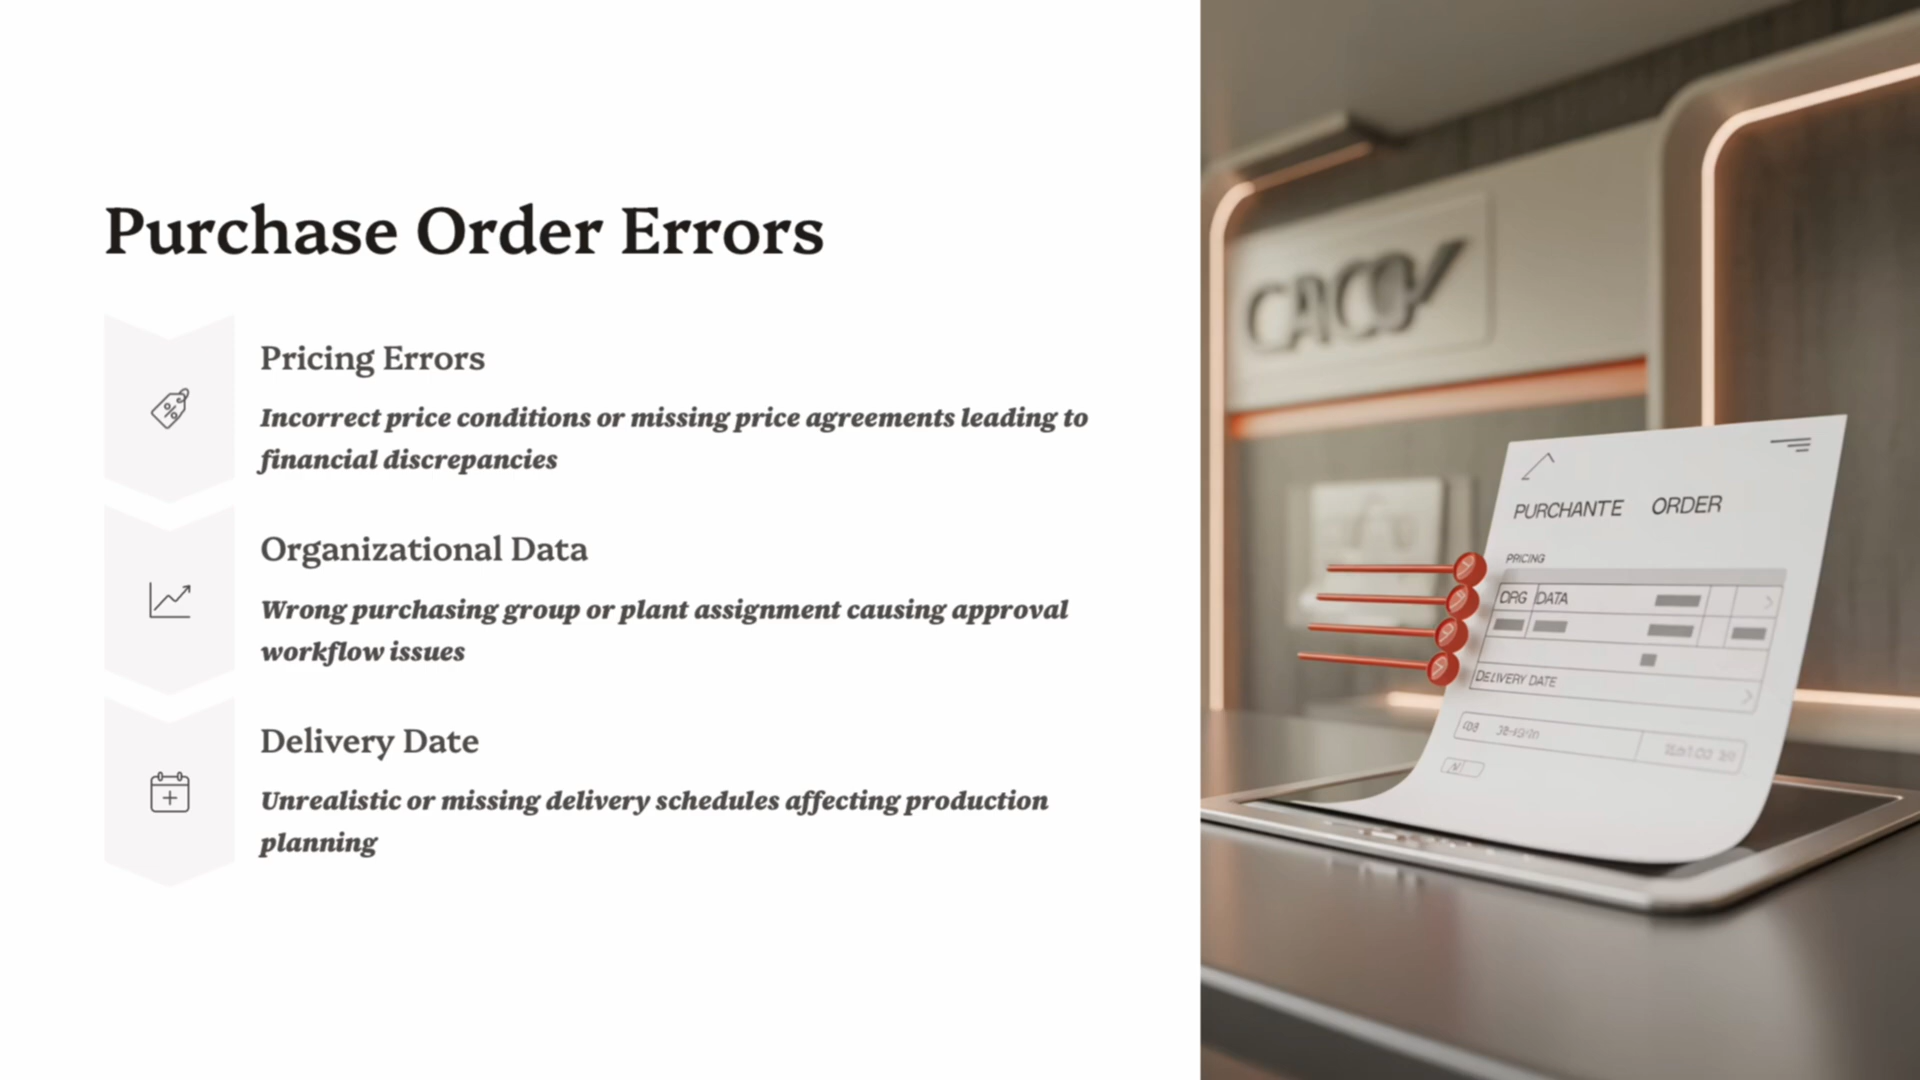 Purchase Order Errors
Pricing Errors
Incorrect price conditions or missing price agreements leading to
financial discrepancies
Organizational Data
Wrong purchasing group or plant assignment causing approval
workflow issues
Delivery Date
Unrealistic or missing delivery schedules affecting production
planning
PURCHANTE ORDER
PRICING
ORG DATA
DELIVERY DATE